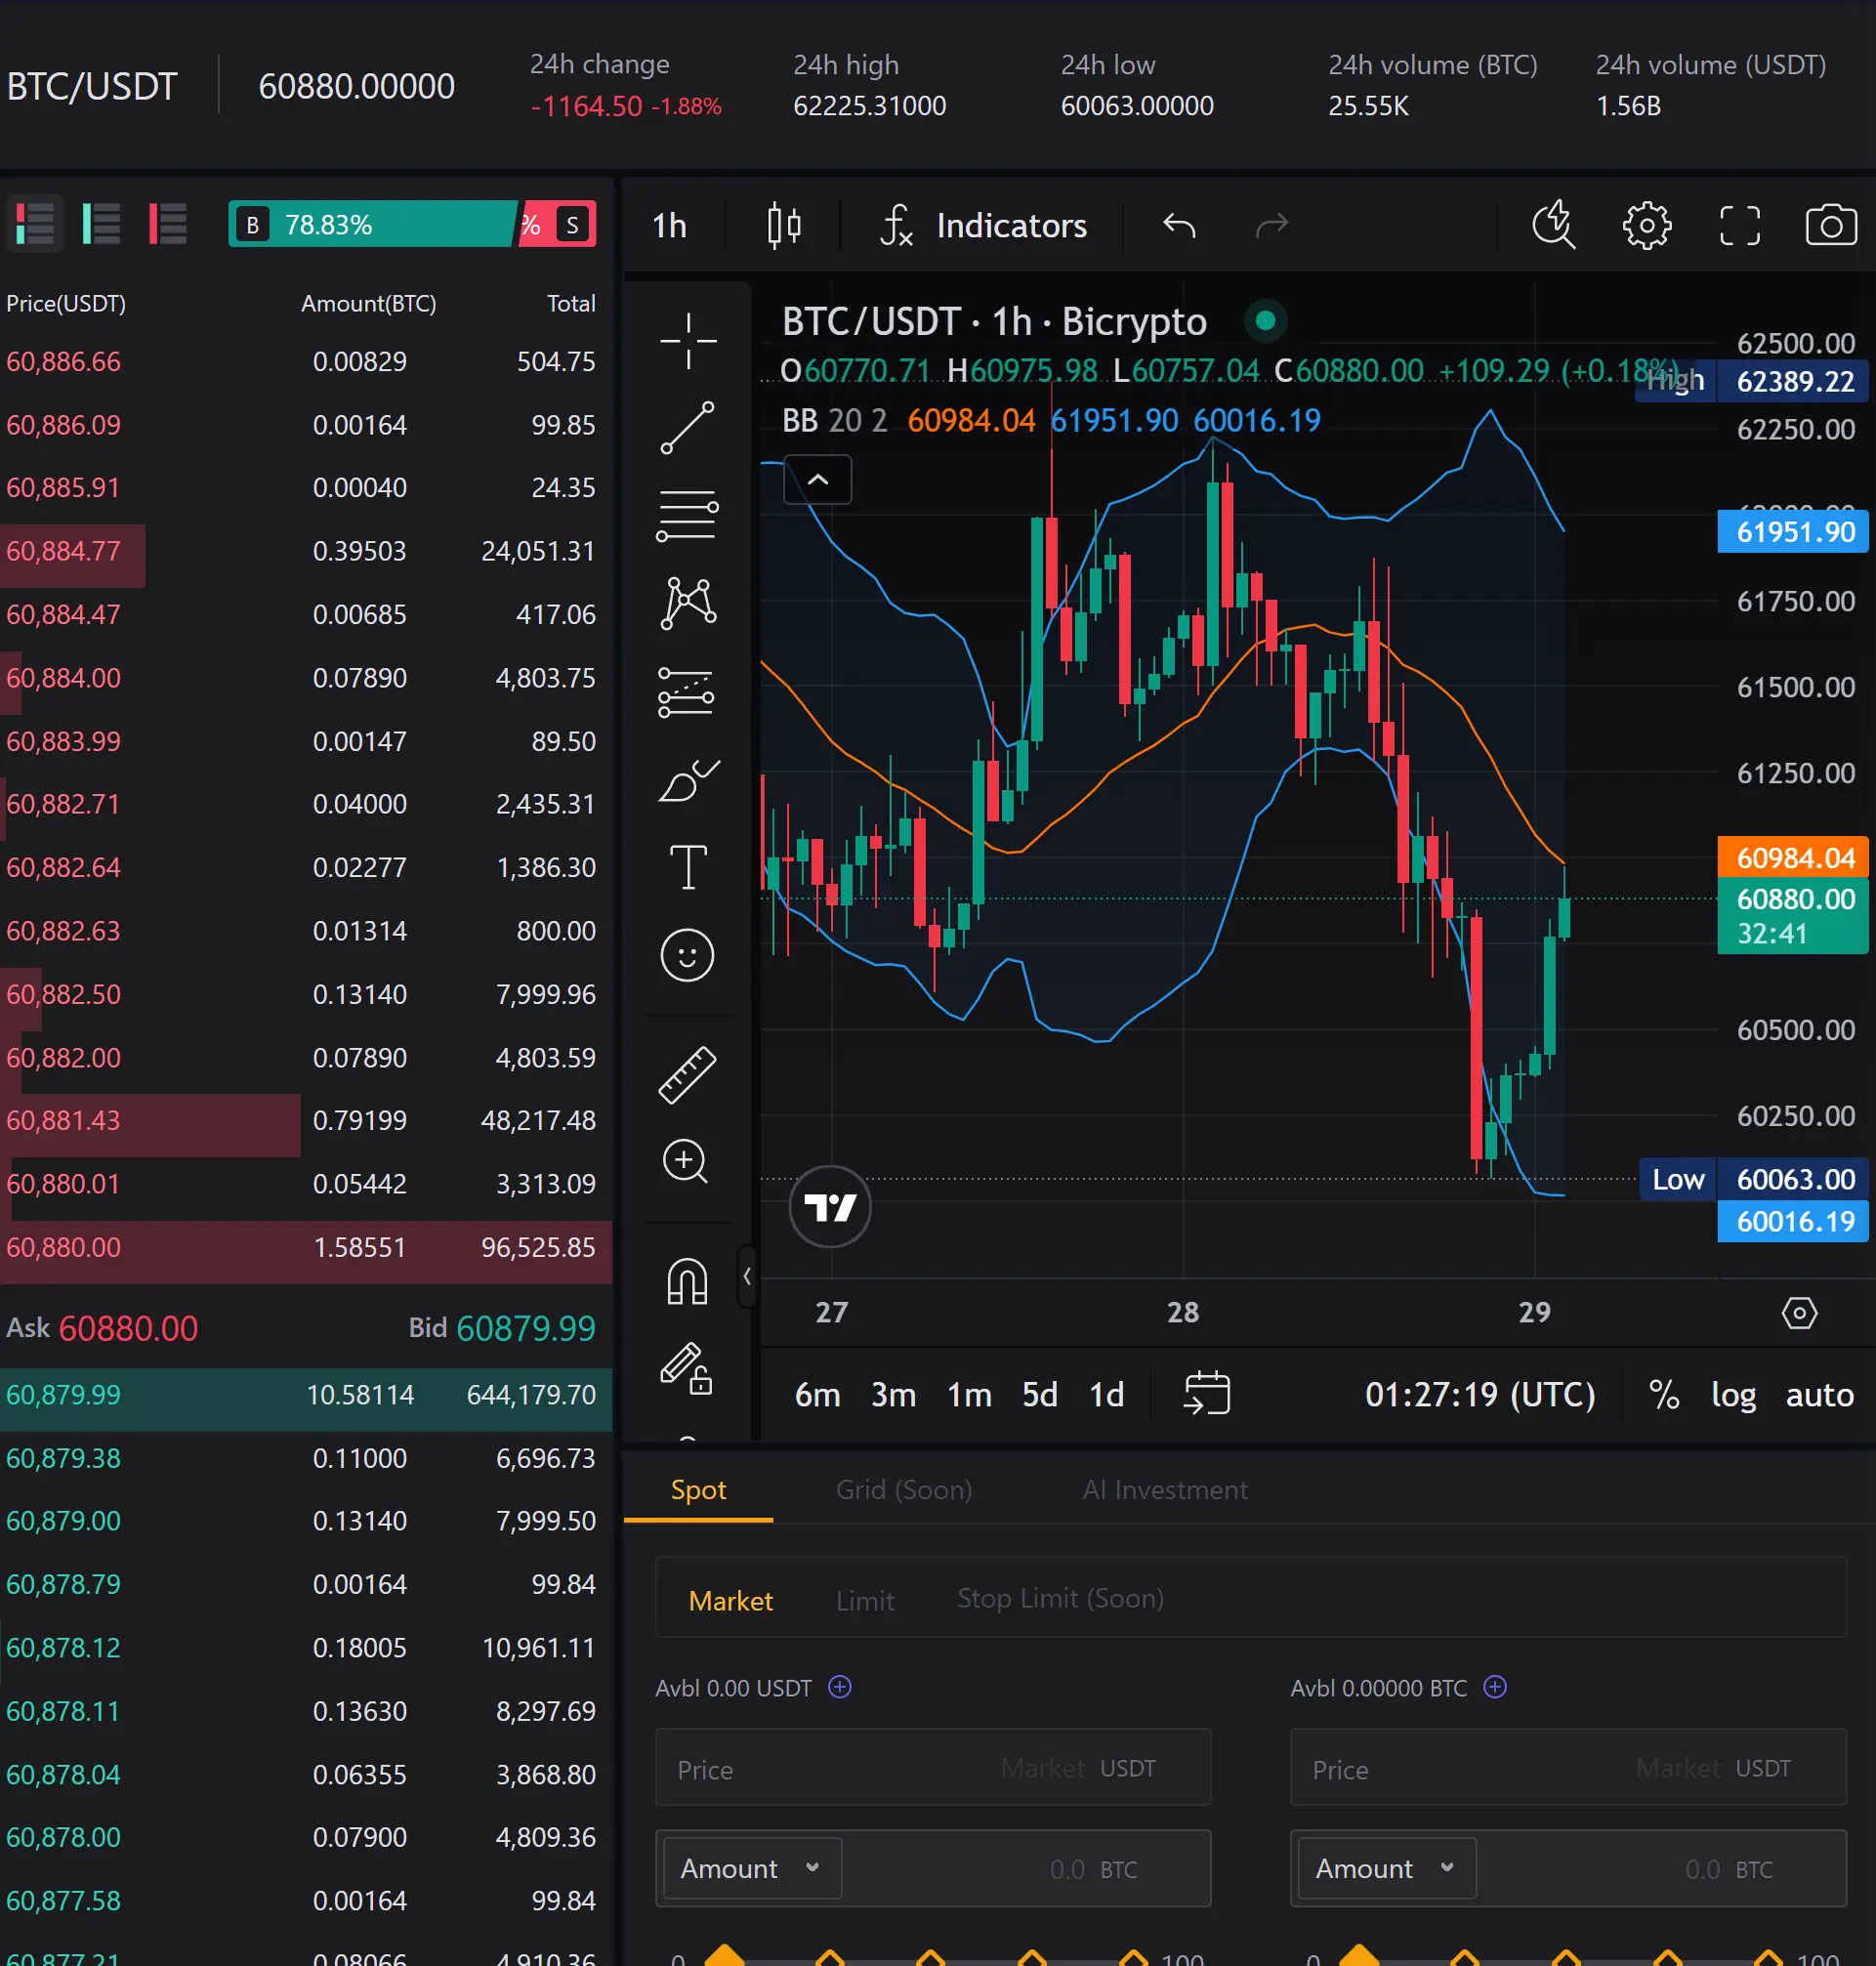 BTC/USDT
60880.00000
24h change
-1164.50 -1.88%
24h high
62225.31000
24h low
60063.00000
24h volume (BTC)
25.55K
24h volume (USDT)
1.56B
B 78.83% % S
Price(USDT) Amount(BTC) Total
60,886.66 0.00829 504.75
60,886.09 0.00164 99.85
60,885.91 0.00040 24.35
60,884.77 0.39503 24,051.31
60,884.47 0.00685 417.06
60,884.00 0.07890 4,803.75
60,883.99 0.00147 89.50
60,882.71 0.04000 2,435.31
60,882.64 0.02277 1,386.30
60,882.63 0.01314 800.00
60,882.50 0.13140 7,999.96
60,882.00 0.07890 4,803.59
60,881.43 0.79199 48,217.48
60,880.01 0.05442 3,313.09
60,880.00 1.58551 96,525.85
Ask 60880.00 Bid 60879.99
60,879.99 10.58114 644,179.70
60,879.38 0.11000 6,696.73
60,879.00 0.13140 7,999.50
60,878.79 0.00164 99.84
60,878.12 0.18005 10,961.11
60,878.11 0.13630 8,297.69
60,878.04 0.06355 3,868.80
60,878.00 0.07900 4,809.36
60,877.58 0.00164 99.84
60,877.21 0.08066 4,910.36
1h Indicators
BTC/USDT · 1h · Bicrypto
O60770.71 H60975.98 L60757.04 C60880.00 +109.29 (+0.18%)
BB 20 2 60984.04 61951.90 60016.19
62500.00
High 62389.22
62250.00
61951.90
61750.00
61500.00
61250.00
60984.04
60880.00
32:41
60500.00
60250.00
Low 60063.00
60016.19
27 28 29
6m 3m 1m 5d 1d 01:27:19 (UTC) % log auto
Spot Grid (Soon) AI Investment
Market Limit Stop Limit (Soon)
Avbl 0.00 USDT
Avbl 0.00000 BTC
Price Market USDT
Price Market USDT
Amount 0.0 BTC
Amount 0.0 BTC
0 100
0 100